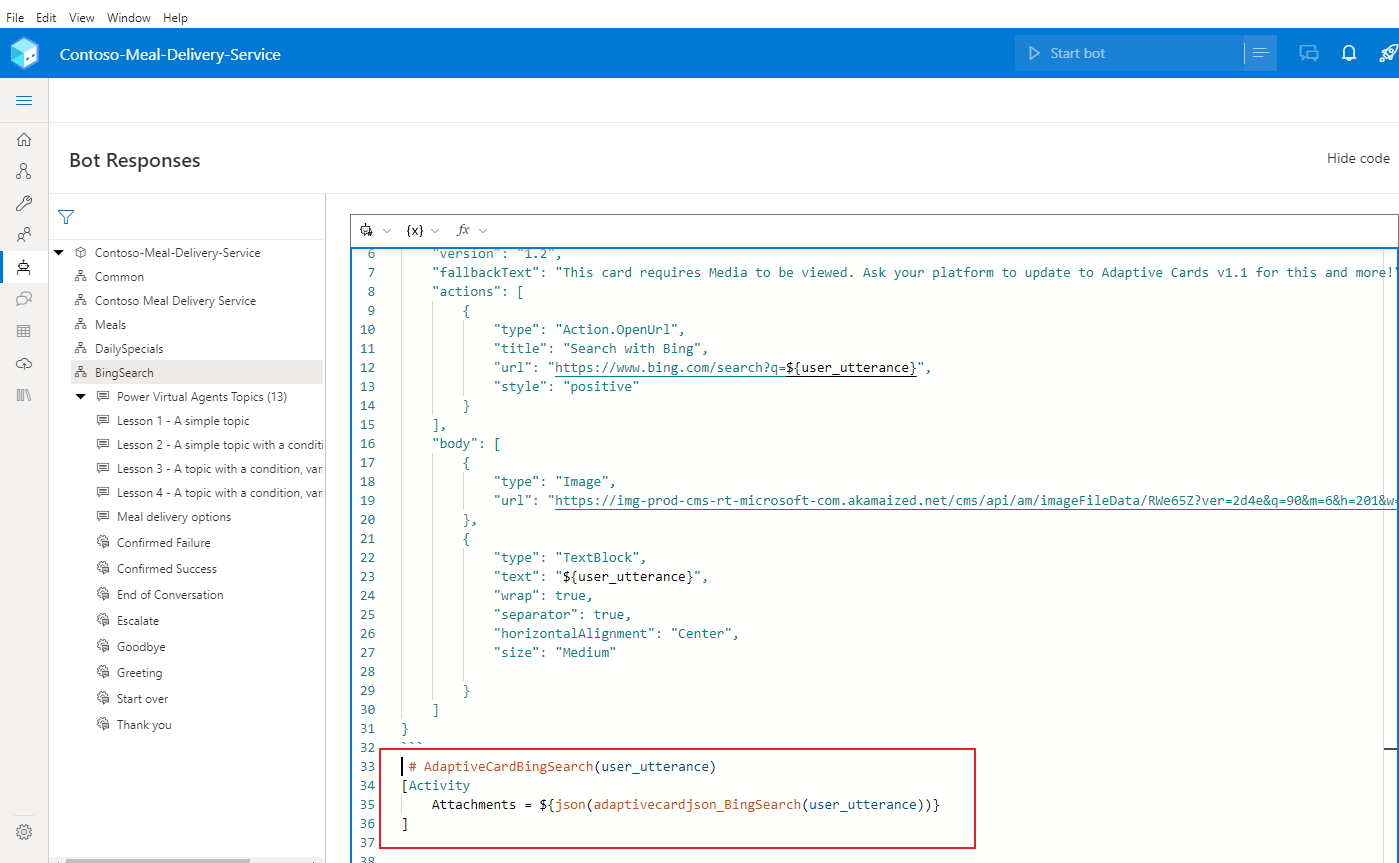 File Edit View Window Help
Contoso-Meal-Delivery-Service
Start bot
Bot Responses
Hide code
Contoso-Meal-Delivery-Service
Common
Contoso Meal Delivery Service
Meals
DailySpecials
BingSearch
Power Virtual Agents Topics (13)
Lesson 1 - A simple topic
Lesson 2 - A simple topic with a conditi
Lesson 3 - A topic with a condition, var
Lesson 4 - A topic with a condition, var
Meal delivery options
Confirmed Failure
Confirmed Success
End of Conversation
Escalate
Goodbye
Greeting
Start over
Thank you
{x} fx
6 "version": "1.2",
7 "fallbackText": "This card requires Media to be viewed. Ask your platform to update to Adaptive Cards v1.1 for this and more!"
8 "actions": [
9 {
10 "type": "Action.OpenUrl",
11 "title": "Search with Bing",
12 "url": "https://www.bing.com/search?q=${user_utterance}",
13 "style": "positive"
14 }
15 ],
16 "body": [
17 {
18 "type": "Image",
19 "url": "https://img-prod-cms-rt-microsoft-com.akamaized.net/cms/api/am/imageFileData/RWe65Z?ver=2d4e&q=90&m=6&h=201&w=
20 },
21 {
22 "type": "TextBlock",
23 "text": "${user_utterance}",
24 "wrap": true,
25 "separator": true,
26 "horizontalAlignment": "Center",
27 "size": "Medium"
28
29 }
30 ]
31 }
32 ```
33 # AdaptiveCardBingSearch(user_utterance)
34 [Activity
35 Attachments = ${json(adaptivecardjson_BingSearch(user_utterance))}
36 ]
37
38